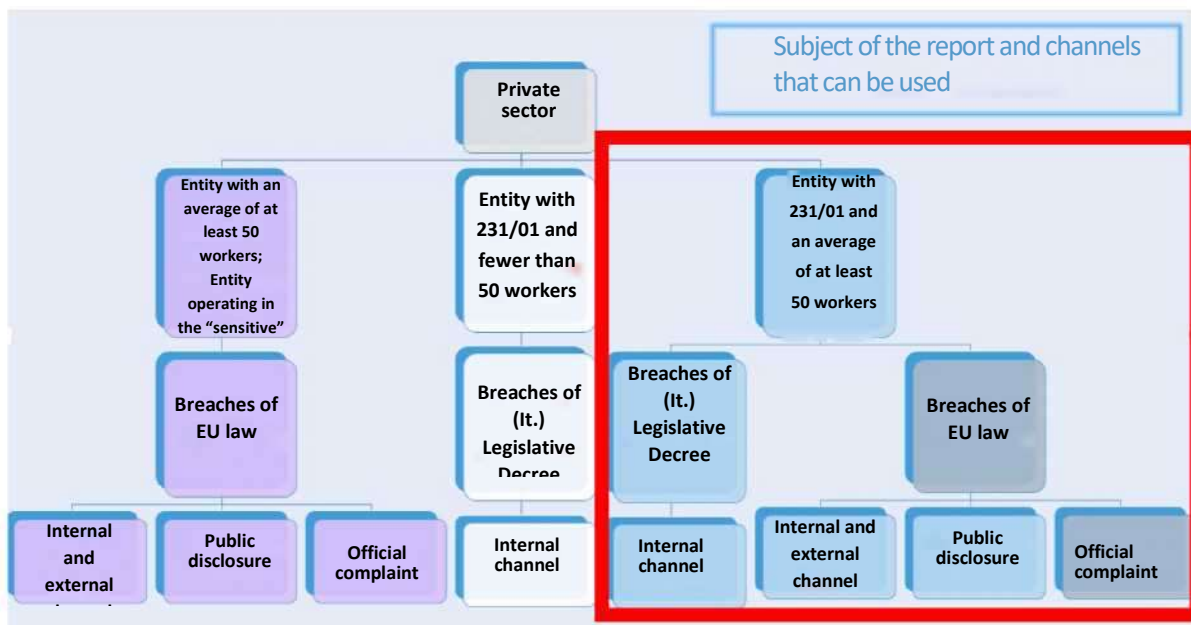 Subject of the report and channels
that can be used
Private
sector
Entity with an
average of at
least 50
workers;
Entity
operating in
the “sensitive”
Entity with
231/01 and
fewer than
50 workers
Entity with
231/01 and
an average
of at least
50 workers
Breaches of
EU law
Breaches of
(It.)
Legislative
Decree
Breaches of
(It.)
Legislative
Decree
Breaches of
EU law
Internal
and
external
Public
disclosure
Official
complaint
Internal
channel
Internal
channel
Internal and
external
channel
Public
disclosure
Official
complaint